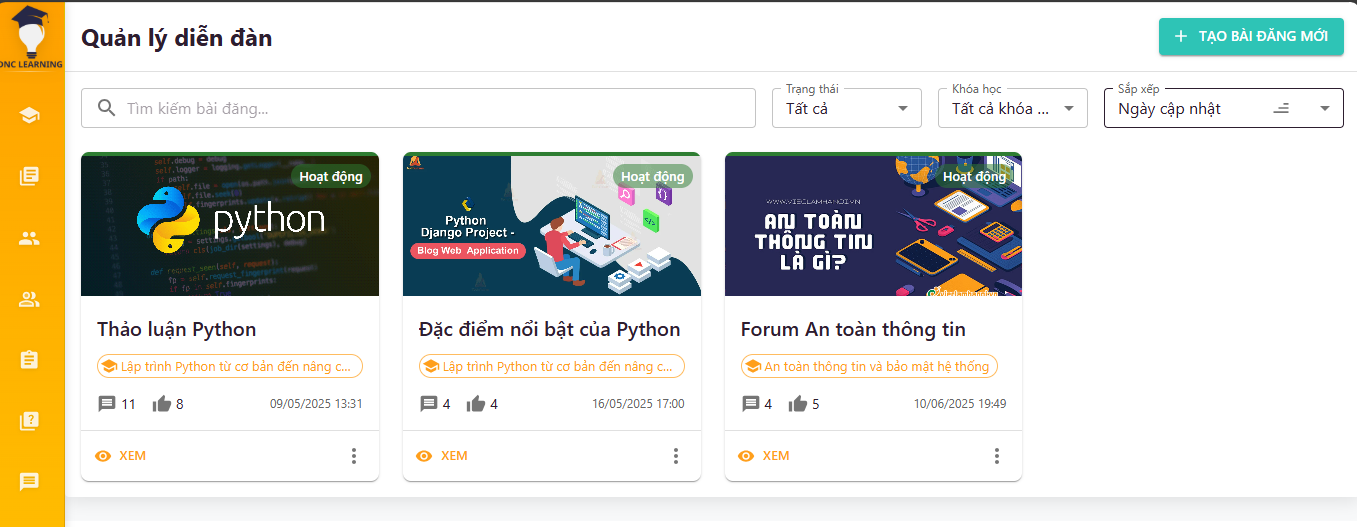 DNC LEARNING
Quản lý diễn đàn
+ TẠO BÀI ĐĂNG MỚI
Tìm kiếm bài đăng...
Trạng thái
Tất cả
Khóa học
Tất cả khóa ...
Sắp xếp
Ngày cập nhật
Hoạt động
python
Thảo luận Python
Lập trình Python từ cơ bản đến nâng c...
11 8 09/05/2025 13:31
XEM
Hoạt động
Python
Django Project -
Blog Web Application
Đặc điểm nổi bật của Python
Lập trình Python từ cơ bản đến nâng c...
4 4 16/05/2025 17:00
XEM
Hoạt động
WWW.VIECLAMHANOI.VN
AN TOÀN
THÔNG TIN
LÀ GÌ?
Forum An toàn thông tin
An toàn thông tin và bảo mật hệ thống
4 5 10/06/2025 19:49
XEM